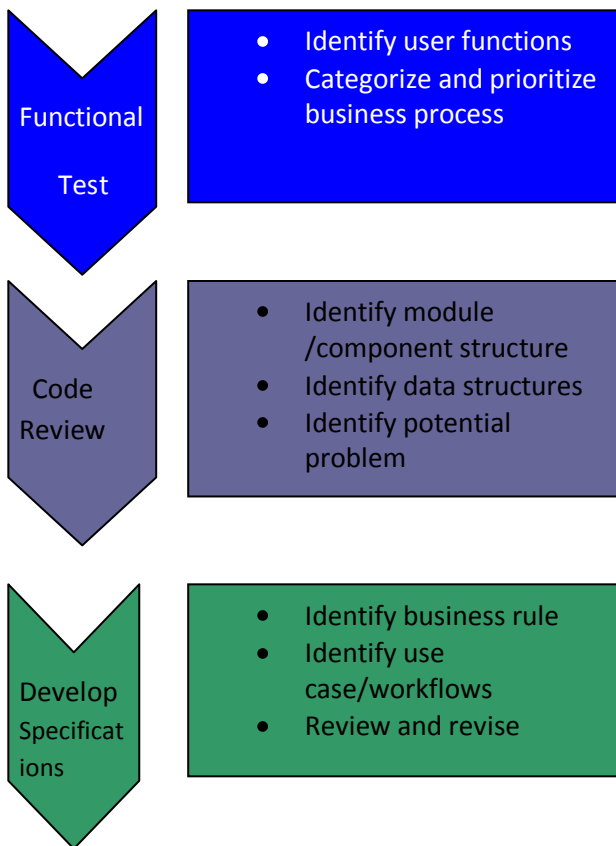 Functional
Test
• Identify user functions
• Categorize and prioritize
business process
Code
Review
• Identify module
/component structure
• Identify data structures
• Identify potential
problem
Develop
Specificat
ions
• Identify business rule
• Identify use
case/workflows
• Review and revise